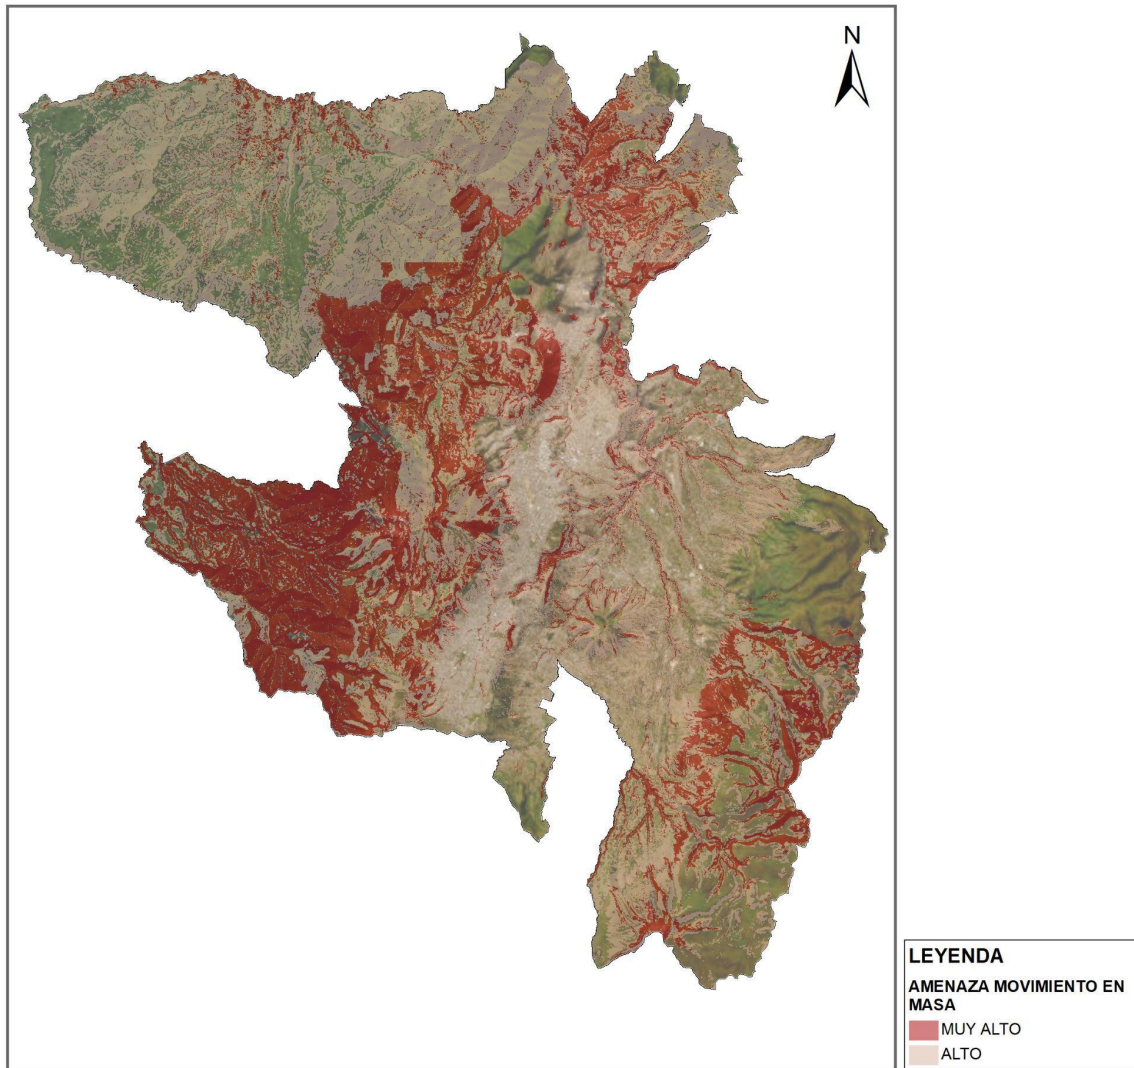 N
LEYENDA
AMENAZA MOVIMIENTO EN
MASA
MUY ALTO
ALTO